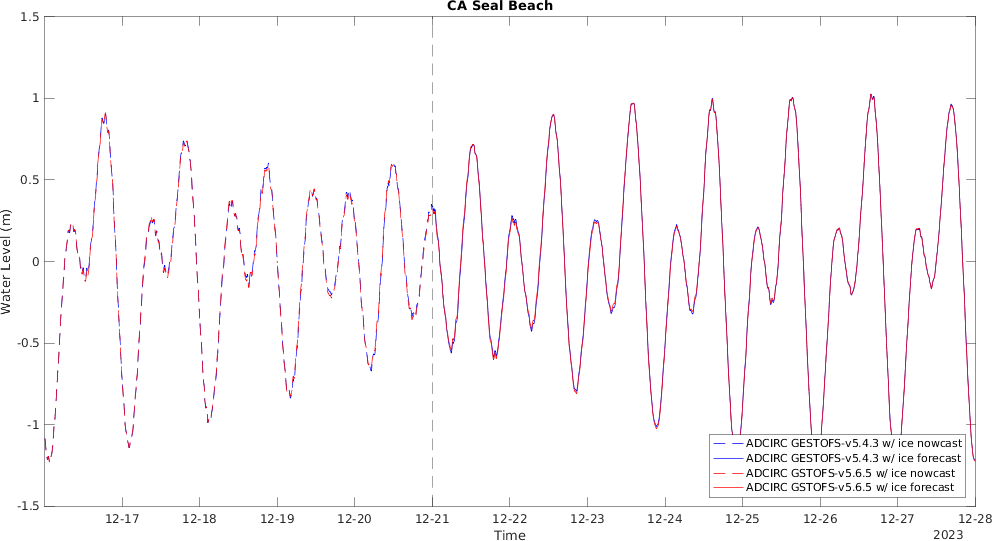 CA Seal Beach
1.5
1
0.5
0
-0.5
-1
-1.5
Water Level (m)
12-17 12-18 12-19 12-20 12-21 12-22 12-23 12-24 12-25 12-26 12-27 12-28
Time
2023
ADCIRC GESTOFS-v5.4.3 w/ ice nowcast
ADCIRC GESTOFS-v5.4.3 w/ ice forecast
ADCIRC GSTOFS-v5.6.5 w/ ice nowcast
ADCIRC GSTOFS-v5.6.5 w/ ice forecast